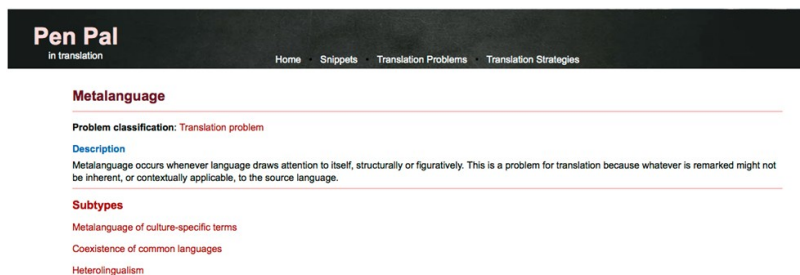 Pen Pal
in translation
Home • Snippets • Translation Problems • Translation Strategies
Metalanguage
Problem classification: Translation problem
Description
Metalanguage occurs whenever language draws attention to itself, structurally or figuratively. This is a problem for translation because whatever is remarked might not
be inherent, or contextually applicable, to the source language.
Subtypes
Metalanguage of culture-specific terms
Coexistence of common languages
Heterolingualism